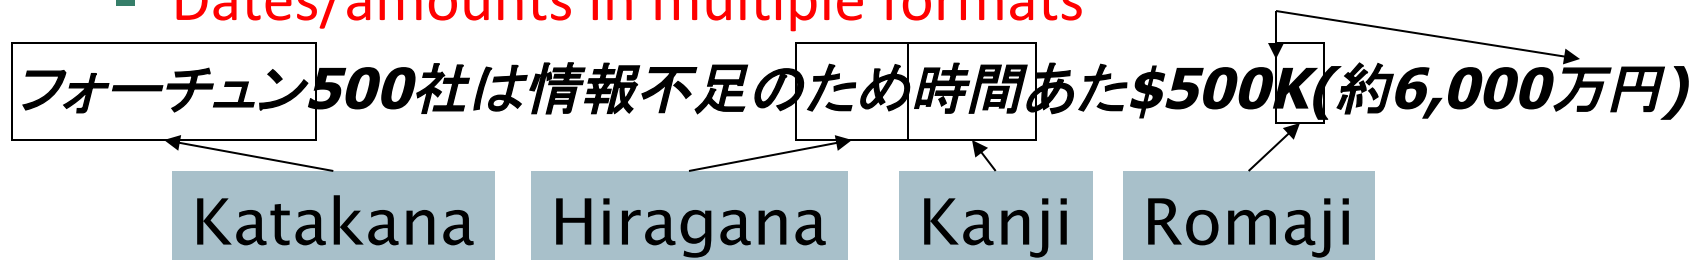 Dates/amounts in multiple formats
フォーチュン500社は情報不足のため時間あた$500K(約6,000万円)
Katakana Hiragana Kanji Romaji